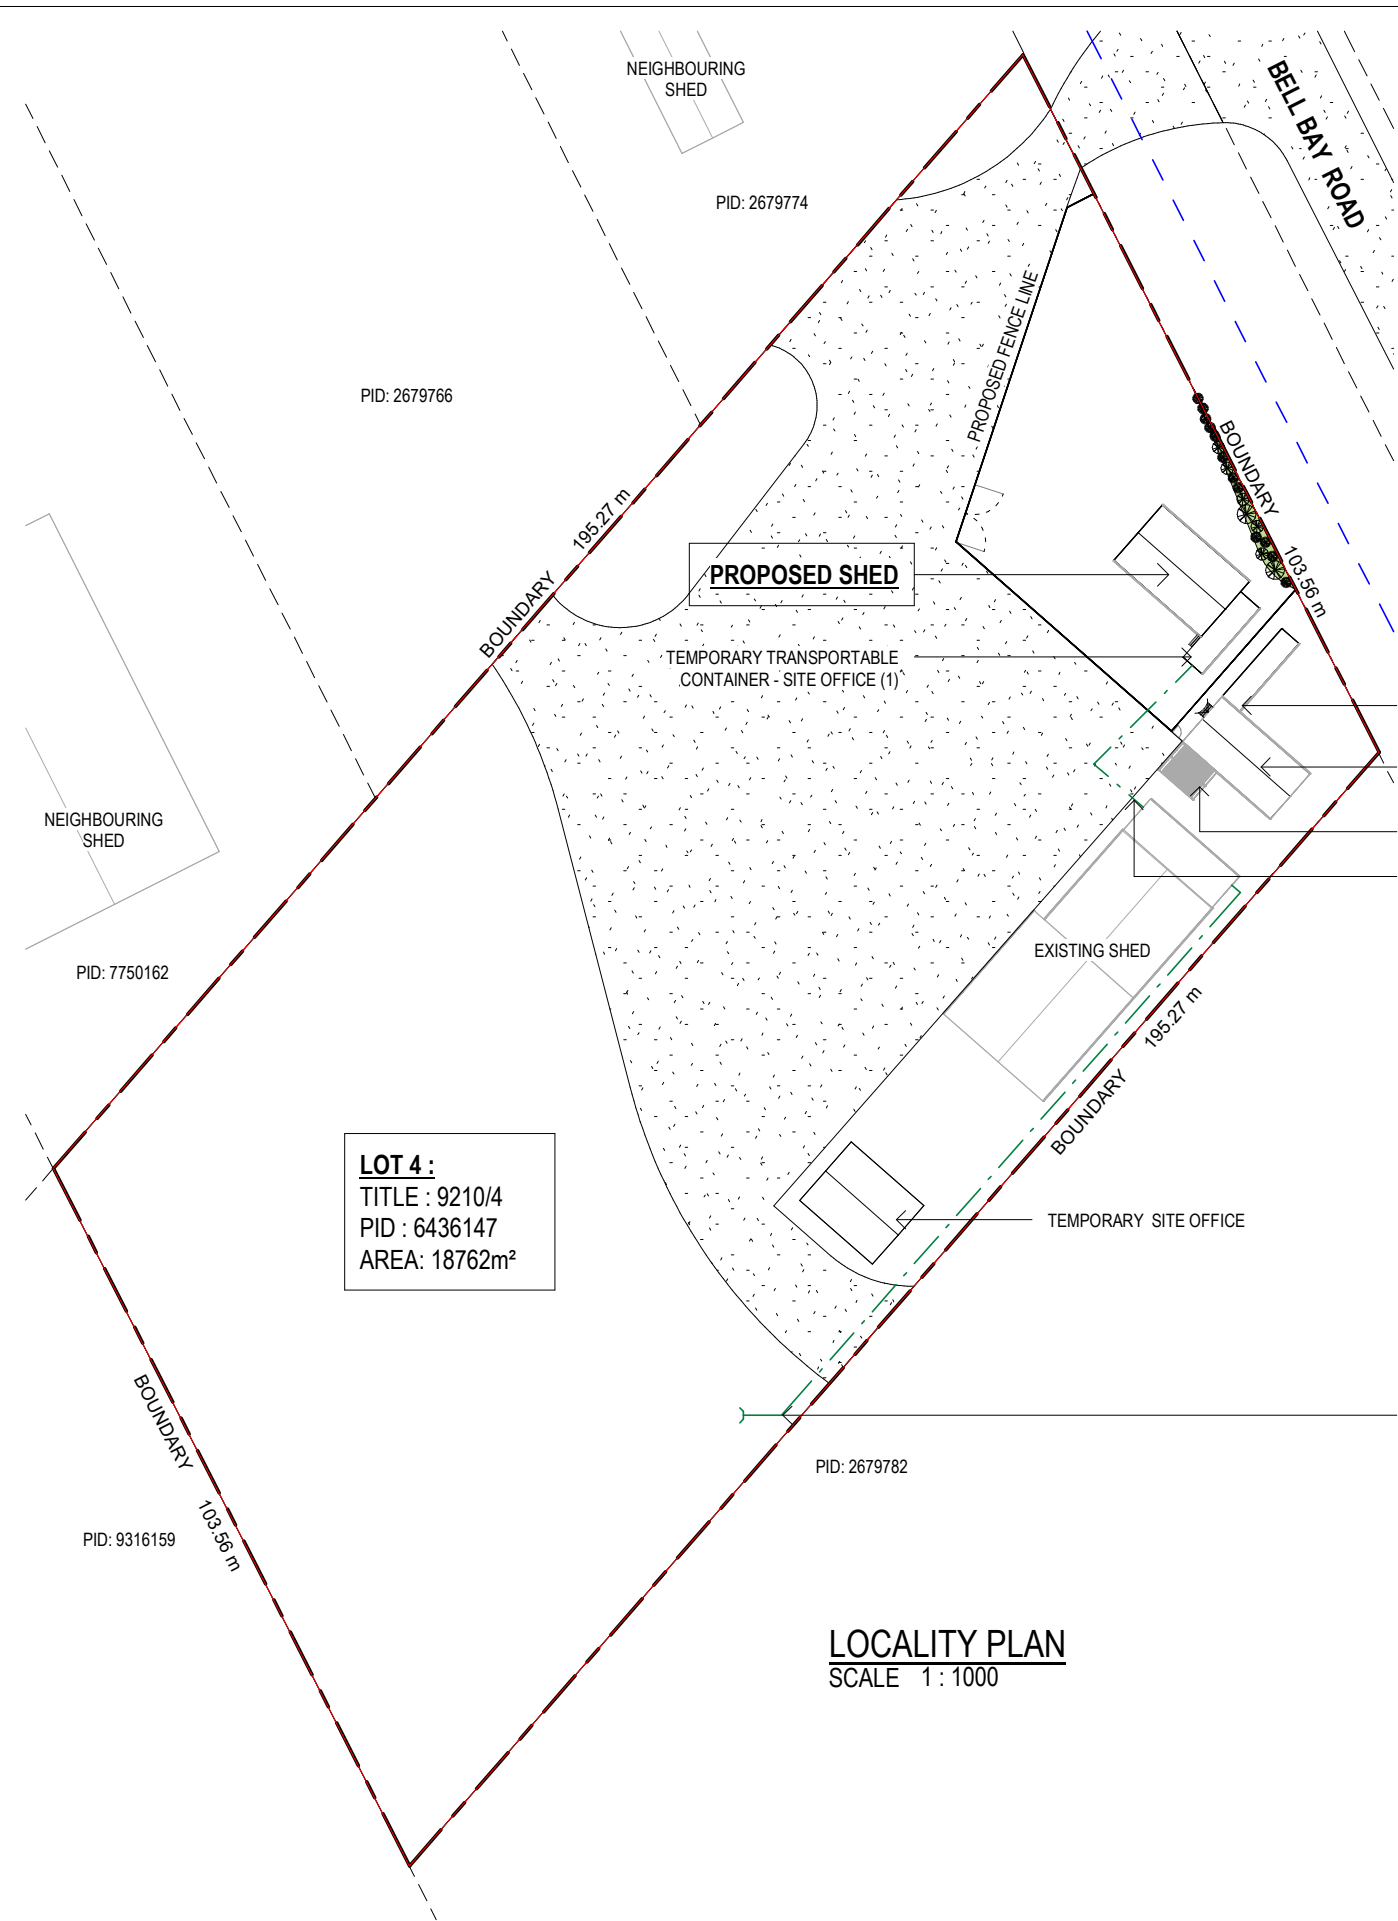 NEIGHBOURING
SHED
BELL BAY ROAD
PID: 2679774
PROPOSED FENCE LINE
PID: 2679766
BOUNDARY
103.56 m
195.27 m
BOUNDARY
PROPOSED SHED
TEMPORARY TRANSPORTABLE
CONTAINER - SITE OFFICE (1)
NEIGHBOURING
SHED
EXISTING SHED
PID: 7750162
195.27 m
BOUNDARY
LOT 4 :
TITLE : 9210/4
PID : 6436147
AREA: 18762m²
TEMPORARY SITE OFFICE
BOUNDARY
103.56 m
PID: 2679782
PID: 9316159
LOCALITY PLAN
SCALE 1 : 1000